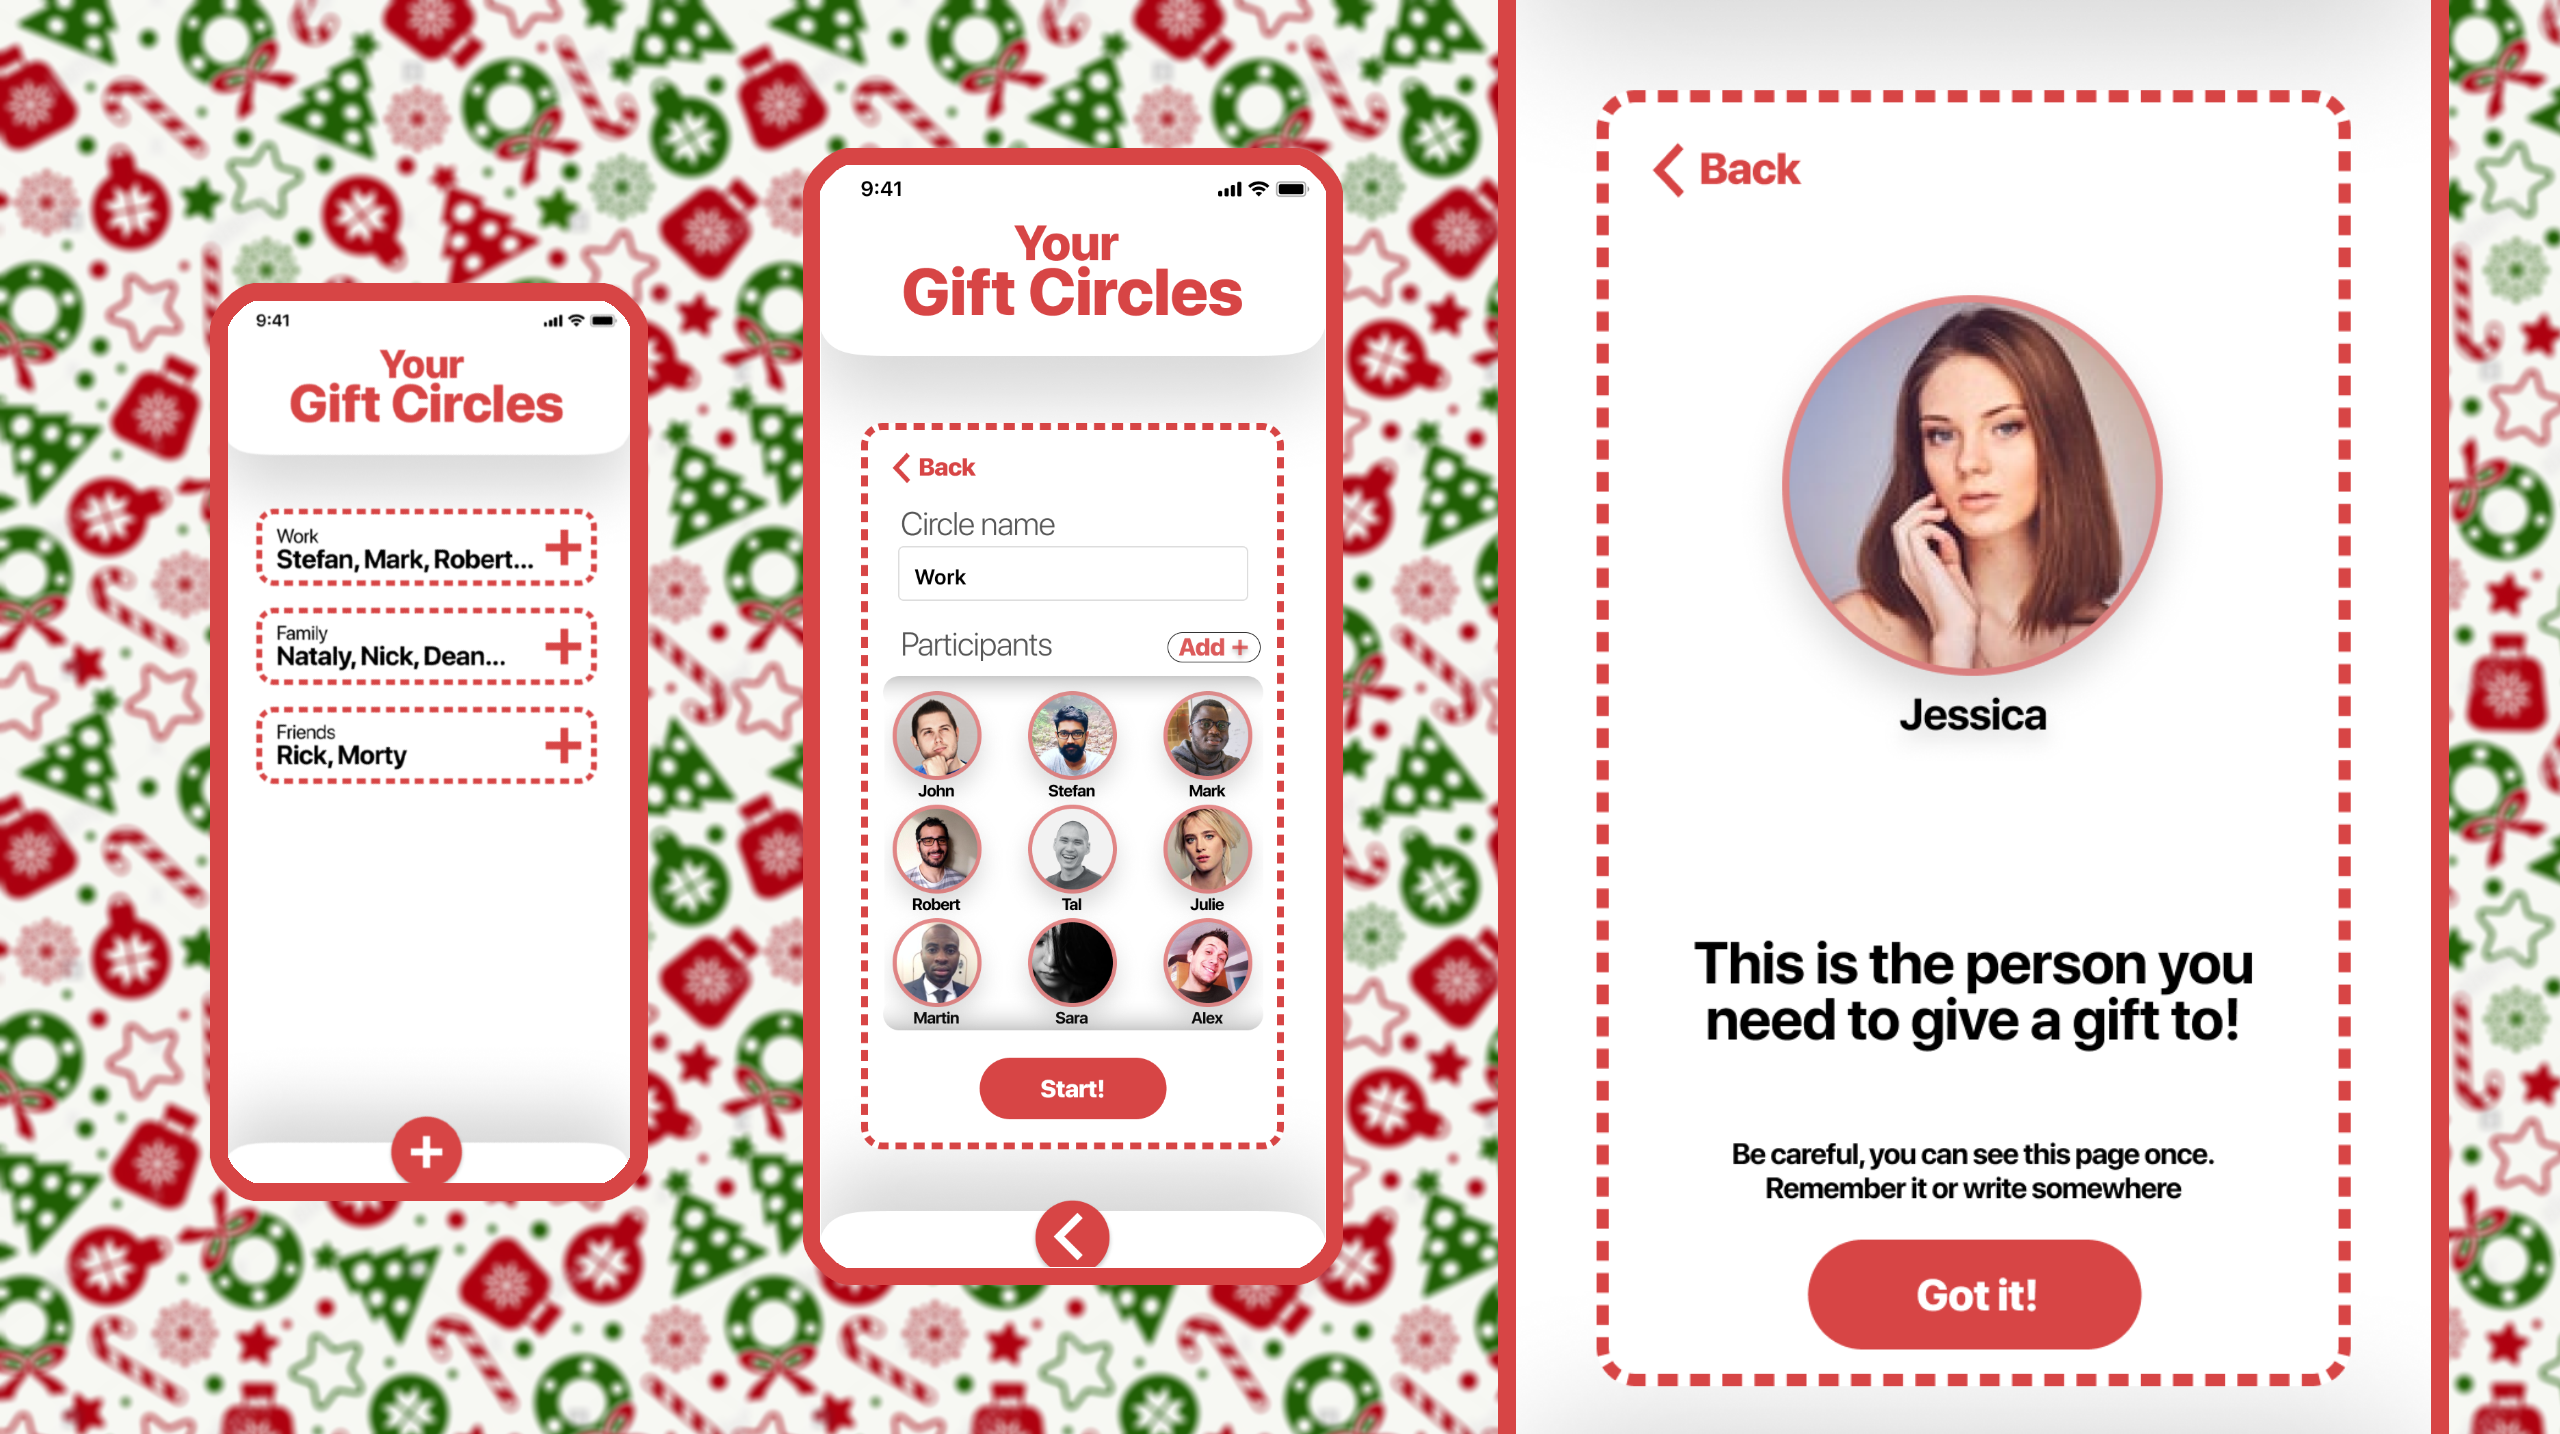 9:41
Your
Gift Circles
Work
Stefan, Mark, Robert...
Family
Nataly, Nick, Dean...
Friends
Rick, Morty
9:41
Your
Gift Circles
Back
Circle name
Work
Participants
Add +
John
Stefan
Mark
Robert
Tal
Julie
Martin
Sara
Alex
Start!
Back
Jessica
This is the person you
need to give a gift to!
Be careful, you can see this page once.
Remember it or write somewhere
Got it!